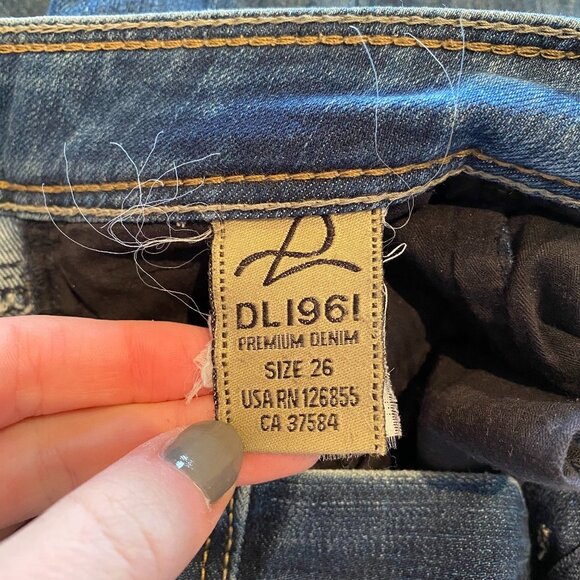 DL1961
PREMIUM DENIM
SIZE 26
USA RN 126855
CA 37584